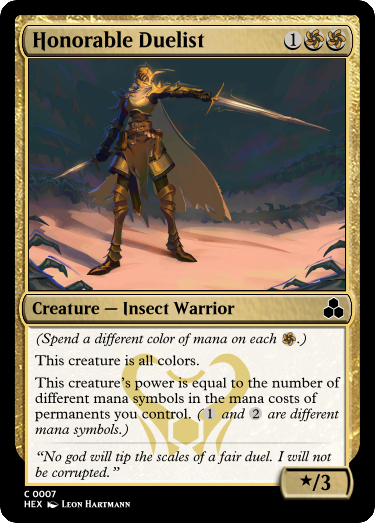 Honorable Duelist 1
Creature — Insect Warrior
(Spend a different color of mana on each .)
This creature is all colors.
This creature's power is equal to the number of
different mana symbols in the mana costs of
permanents you control. (1 and 2 are different
mana symbols.)
“No god will tip the scales of a fair duel. I will not
be corrupted.”
★/3
C 0007
HEX Leon Hartmann